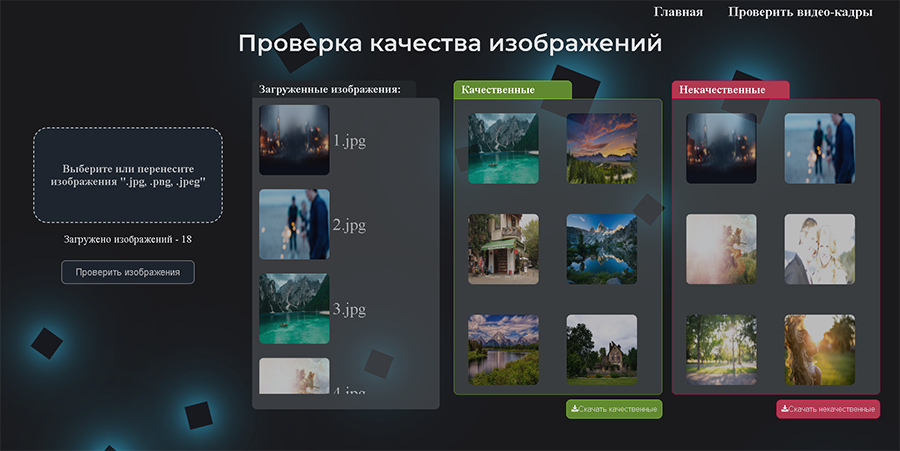 Главная Проверить видео-кадры
Проверка качества изображений
Загруженные изображения:
Качественные
Некачественные
Выберите или перенесите
изображения ".jpg, .png, .jpeg"
Загружено изображений - 18
Проверить изображения
1.jpg
2.jpg
3.jpg
4.jpg
Скачать качественные
Скачать некачественные